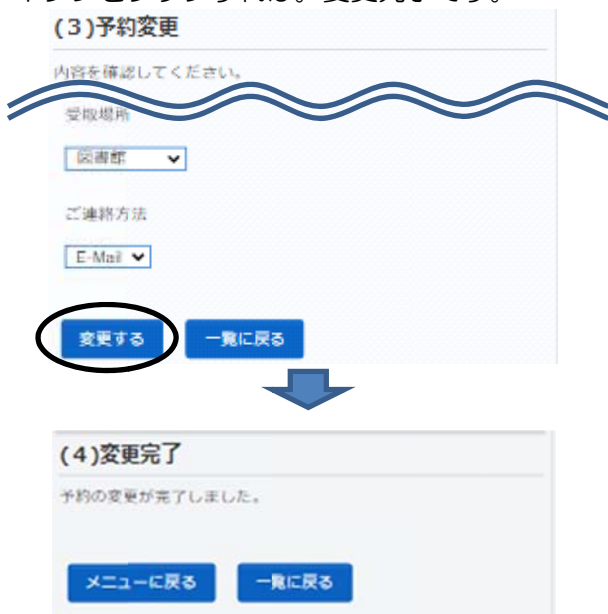 (3)予約変更
内容を確認してください。
受取場所
図書館
ご連絡方法
E-Mail
変更する 一覧に戻る
(4)変更完了
予約の変更が完了しました。
メニューに戻る 一覧に戻る